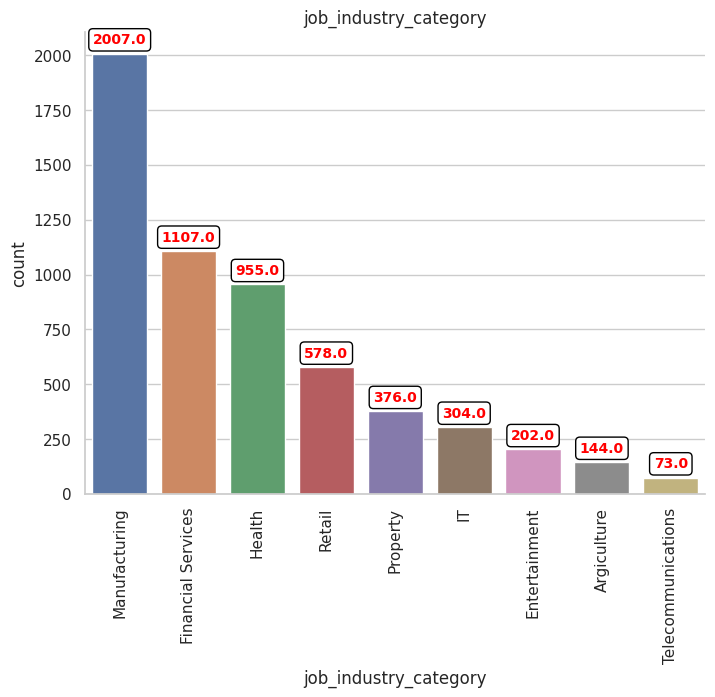 job_industry_category
2007.0
1107.0
955.0
578.0
376.0
304.0
202.0
144.0
73.0
2000
1750
1500
1250
1000
750
500
250
0
count
Manufacturing
Financial Services
Health
Retail
Property
IT
Entertainment
Argiculture
Telecommunications
job_industry_category